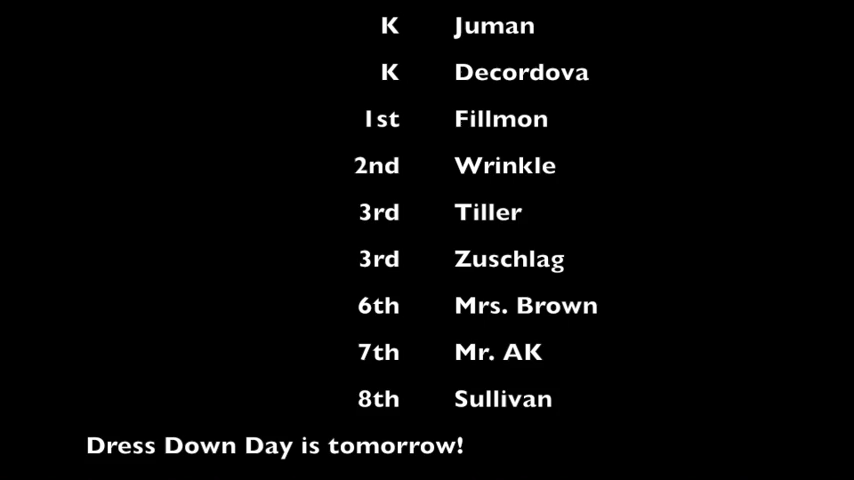 K Juman
K Decordova
1st Fillmon
2nd Wrinkle
3rd Tiller
3rd Zuschlag
6th Mrs. Brown
7th Mr. AK
8th Sullivan
Dress Down Day is tomorrow!